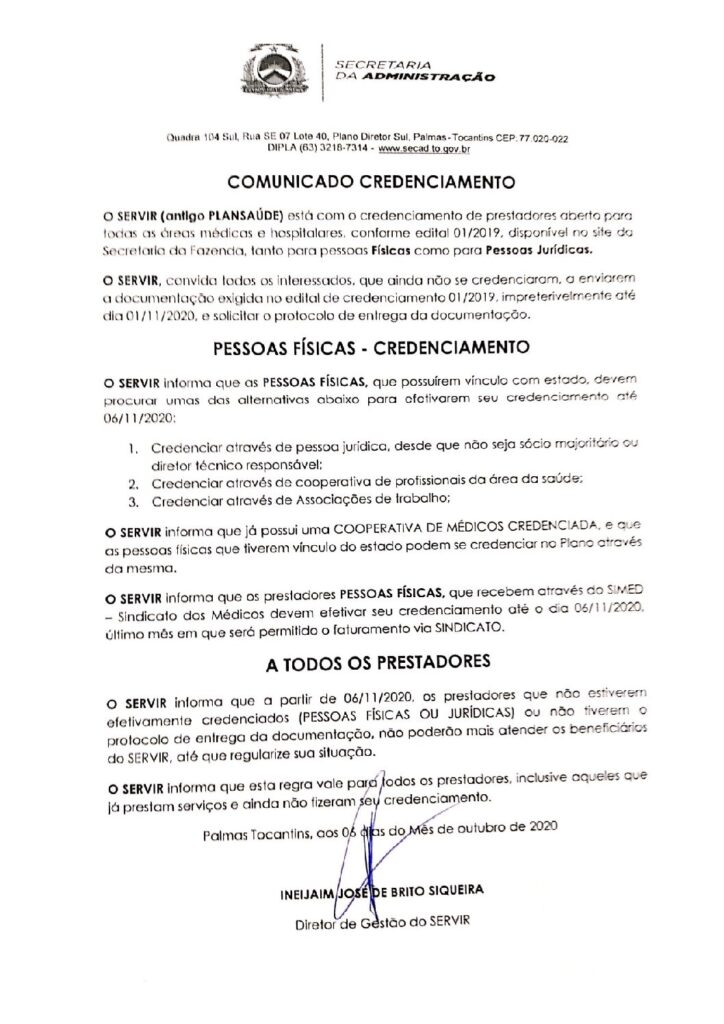 SECRETARIA
DA ADMINISTRAÇÃO
Quadra 104 Sul, Rua SE 07 Lote 40, Plano Diretor Sul, Palmas-Tocantins CEP: 77.020-022
DIPLA (63) 3218-7314 - www.secad.to.gov.br
COMUNICADO CREDENCIAMENTO
O SERVIR (antigo PLANSAÚDE) está com o credenciamento de prestadores aberto para
todas as áreas médicas e hospitalares, conforme edital 01/2019, disponível no site da
Secretaria da Fazenda, tanto para pessoas Físicas como para Pessoas Jurídicas.
O SERVIR, convida todos os interessados, que ainda não se credenciaram, a enviarem
a documentação exigida no edital de credenciamento 01/2019, impreterivelmente até
dia 01/11/2020, e solicitar o protocolo de entrega da documentação.
PESSOAS FÍSICAS - CREDENCIAMENTO
O SERVIR informa que as PESSOAS FÍSICAS, que possuírem vínculo com estado, devem
procurar umas das alternativas abaixo para efetivarem seu credenciamento até
06/11/2020:
1. Credenciar através de pessoa jurídica, desde que não seja sócio majoritário ou
diretor técnico responsável;
2. Credenciar através de cooperativa de profissionais da área da saúde;
3. Credenciar através de Associações de trabalho;
O SERVIR informa que já possui uma COOPERATIVA DE MÉDICOS CREDENCIADA, e que
as pessoas físicas que tiverem vínculo do estado podem se credenciar no Plano através
da mesma.
O SERVIR informa que os prestadores PESSOAS FÍSICAS, que recebem através do SIMED
– Sindicato dos Médicos devem efetivar seu credenciamento até o dia 06/11/2020,
último mês em que será permitido o faturamento via SINDICATO.
A TODOS OS PRESTADORES
O SERVIR informa que a partir de 06/11/2020, os prestadores que não estiverem
efetivamente credenciados (PESSOAS FÍSICAS OU JURÍDICAS) ou não tiverem o
protocolo de entrega da documentação, não poderão mais atender os beneficiários
do SERVIR, até que regularize sua situação.
O SERVIR informa que esta regra vale para todos os prestadores, inclusive aqueles que
já prestam serviços e ainda não fizeram seu credenciamento.
Palmas Tocantins, aos 06 dias do Mês de outubro de 2020
INEIJAIM JOSÉ DE BRITO SIQUEIRA
Diretor de Gestão do SERVIR